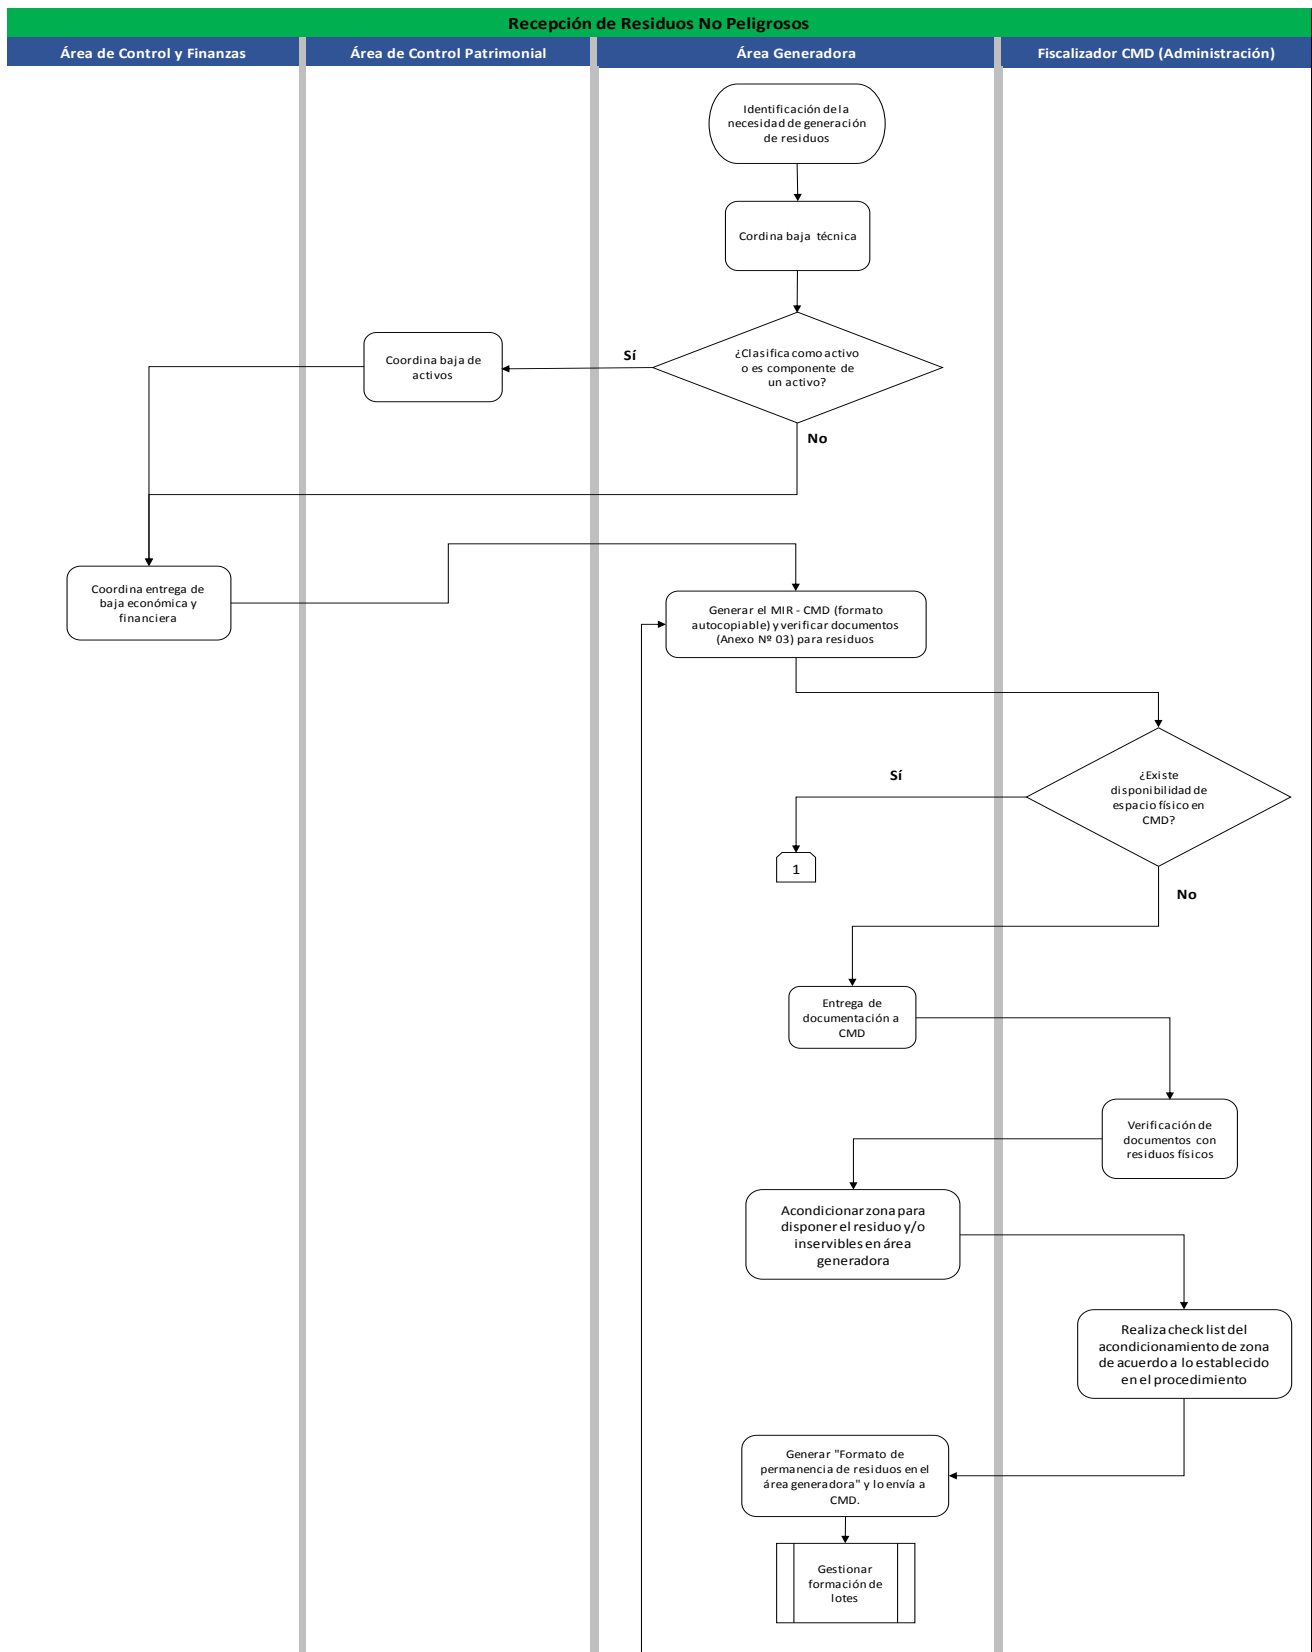 Recepción de Residuos No Peligrosos
Área de Control y Finanzas
Área de Control Patrimonial
Área Generadora
Fiscalizador CMD (Administración)
Identificación de la
necesidad de generación
de residuos
Cordina baja técnica
¿Clasifica como activo
o es componente de
un activo?
Sí
No
Coordina baja de
activos
Coordina entrega de
baja económica y
financiera
Generar el MIR - CMD (formato
autocopiable) y verificar documentos
(Anexo Nº 03) para residuos
¿Existe
disponibilidad de
espacio físico en
CMD?
Sí
1
No
Entrega de
documentación a
CMD
Verificación de
documentos con
residuos físicos
Acondicionar zona para
disponer el residuo y/o
inservibles en área
generadora
Realiza check list del
acondicionamiento de zona
de acuerdo a lo establecido
en el procedimiento
Generar "Formato de
permanencia de residuos en el
área generadora" y lo envía a
CMD.
Gestionar
formación de
lotes